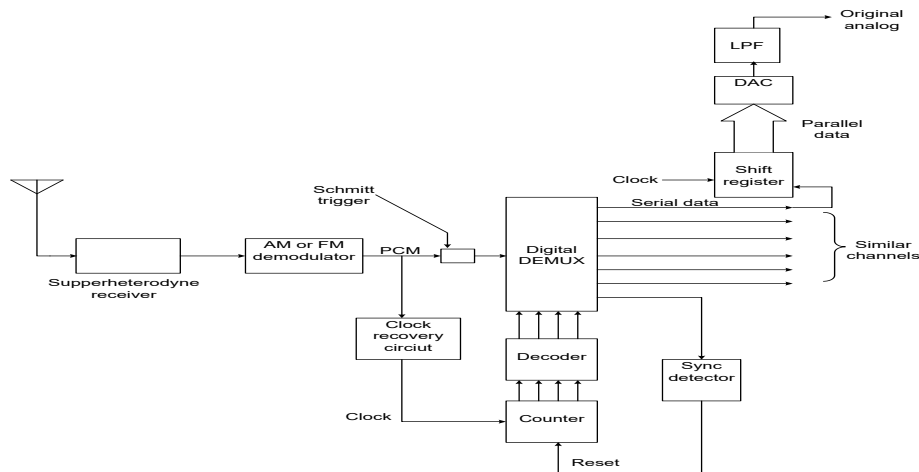 Original
analog
LPF
DAC
Parallel
data
Shift
register
Clock
Schmitt
trigger
Serial data
AM or FM
demodulator
PCM
Digital
DEMUX
Similar
channels
Supperheterodyne
receiver
Clock
recovery
circiut
Decoder
Sync
detector
Clock
Counter
Reset